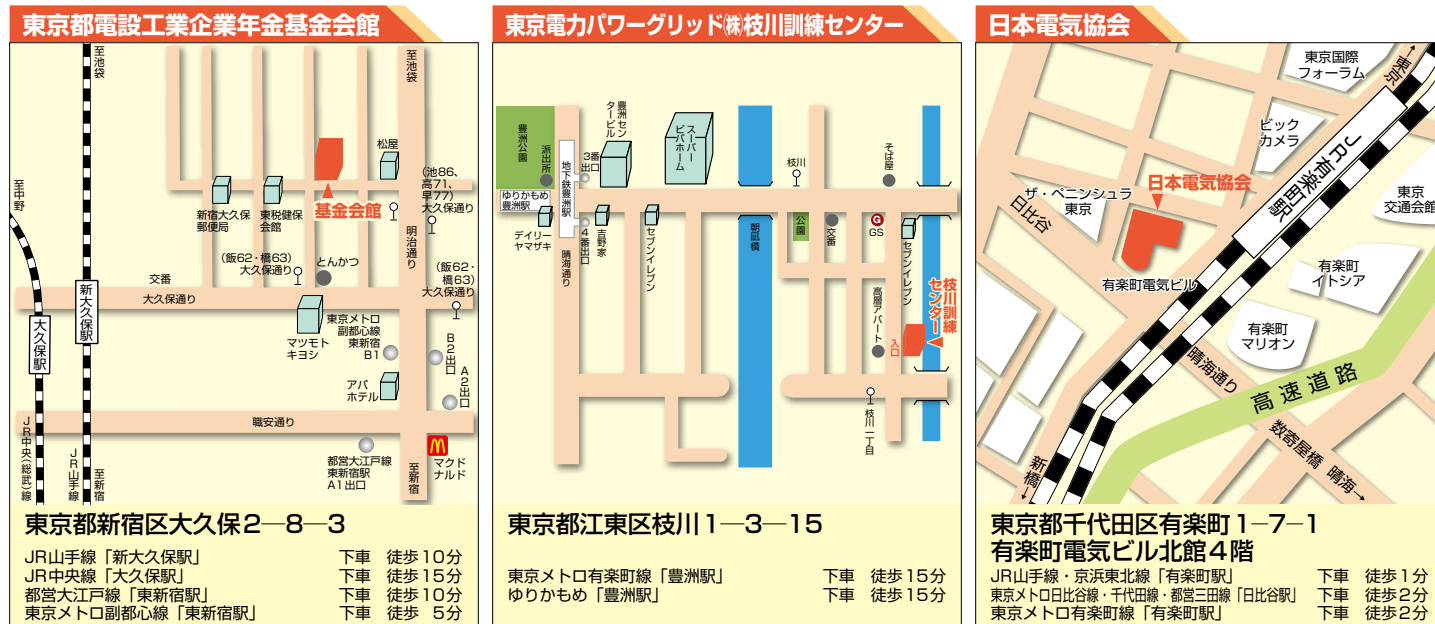 東京都電設工業企業年金基金会館
至池袋
至池袋
松屋
(池86、
高71、
早77)
大久保通り
至中野
新宿大久保
郵便局
東税健保
会館
基金会館
明治通り
(飯62・橋63)
大久保通り
とんかつ
(飯62・
橋63)
大久保通り
交番
大久保通り
新大久保駅
大久保駅
マツモト
キヨシ
東京メトロ
副都心線
東新宿
B1
B2出口
A2出口
アパ
ホテル
職安通り
JR中央(総武)線
JR山手線
至新宿
都営大江戸線
東新宿駅
A1出口
至新宿
マクド
ナルド
東京都新宿区大久保2―8―3
JR山手線「新大久保駅」 下車 徒歩10分
JR中央線「大久保駅」 下車 徒歩15分
都営大江戸線「東新宿駅」 下車 徒歩10分
東京メトロ副都心線「東新宿駅」 下車 徒歩 5分
東京電力パワーグリッド㈱枝川訓練センター
豊洲公園
派出所
地下鉄豊洲駅
3番
出口
豊洲セン
タービル
スーパー
ビバホーム
枝川
そば屋
ゆりかもめ
豊洲駅
デイリー
ヤマザキ
4番出口
吉野家
セブンイレブン
晴海通り
朝凪橋
公園
交番
G
GS
セブンイレブン
高層アパート
枝川訓練
センター
入口
枝川一丁目
東京都江東区枝川1―3―15
東京メトロ有楽町線「豊洲駅」 下車 徒歩15分
ゆりかもめ「豊洲駅」 下車 徒歩15分
日本電気協会
東京国際
フォーラム
←東京
ビック
カメラ
JR有楽町駅
ザ・ペニンシュラ
東京
日本電気協会
東京
交通会館
日比谷
有楽町電気ビル
有楽町
イトシア
有楽町
マリオン
晴海通り
高速道路
数寄屋橋 晴海→
新橋→
東京都千代田区有楽町1−7−1
有楽町電気ビル北館4階
JR山手線・京浜東北線「有楽町駅」 下車 徒歩1分
東京メトロ日比谷線・千代田線・都営三田線「日比谷駅」 下車 徒歩2分
東京メトロ有楽町線「有楽町駅」 下車 徒歩2分